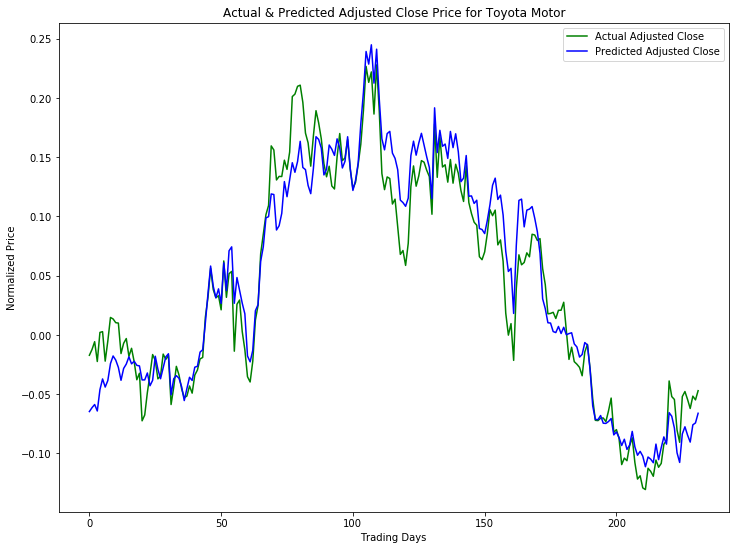 Actual & Predicted Adjusted Close Price for Toyota Motor
Actual Adjusted Close
Predicted Adjusted Close
Normalized Price
0.25
0.20
0.15
0.10
0.05
0.00
−0.05
−0.10
0 50 100 150 200
Trading Days